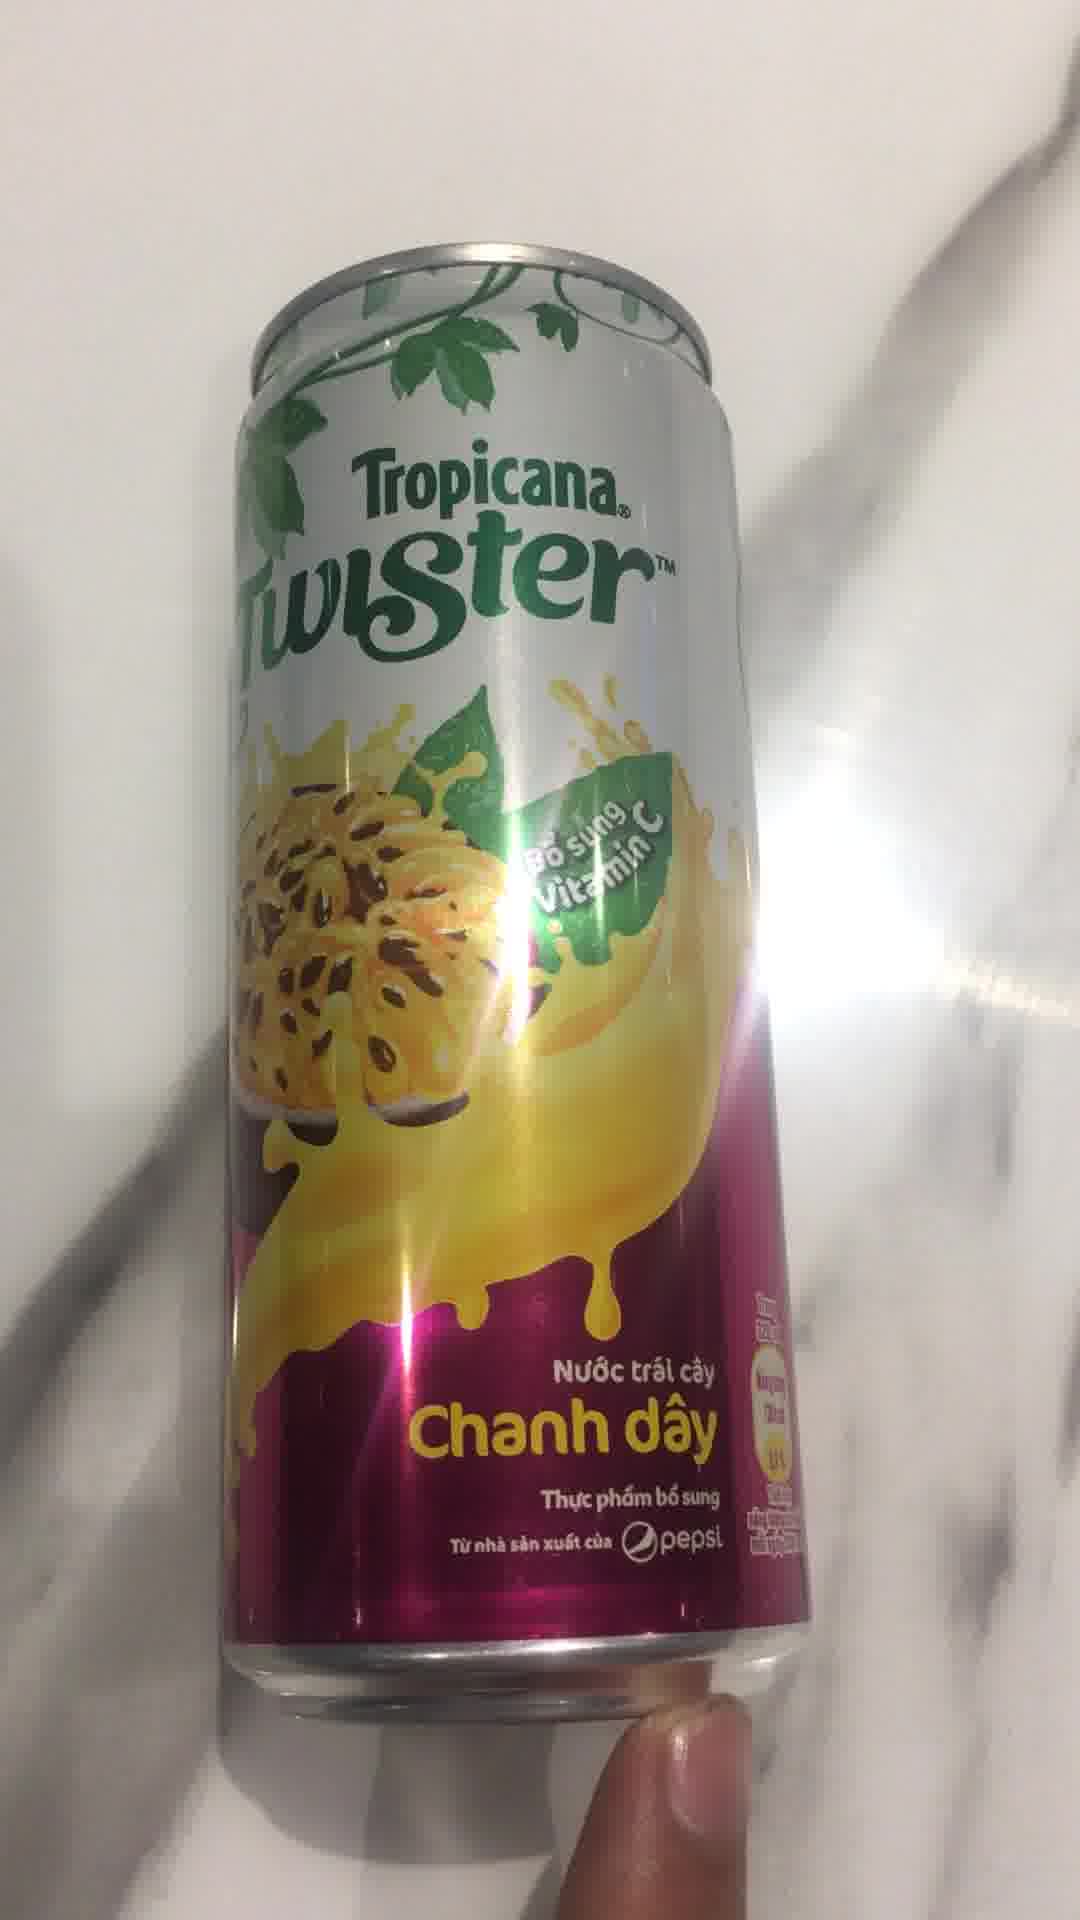 Tropicana®
Twister™
Bổ sung
Vitamin C
Nước trái cây
Chanh dây
Thực phẩm bổ sung
Từ nhà sản xuất của pepsi